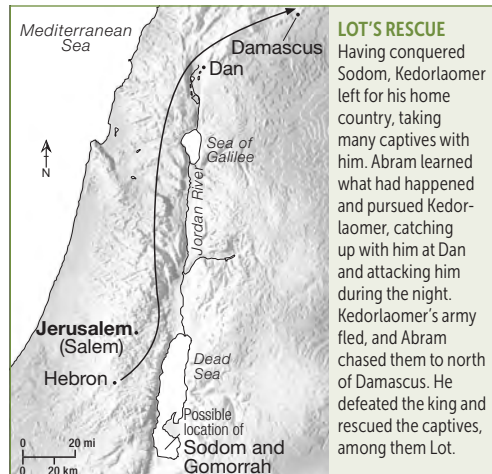 Mediterranean
Sea
Damascus
Dan
Sea of
Galilee
N
Jordan River
Jerusalem
(Salem)
Hebron
Dead
Sea
Possible
location of
Sodom and
Gomorrah
0 20 mi
0 20 km
LOT'S RESCUE
Having conquered
Sodom, Kedorlaomer
left for his home
country, taking
many captives with
him. Abram learned
what had happened
and pursued Kedor-
laomer, catching
up with him at Dan
and attacking him
during the night.
Kedorlaomer's army
fled, and Abram
chased them to north
of Damascus. He
defeated the king and
rescued the captives,
among them Lot.